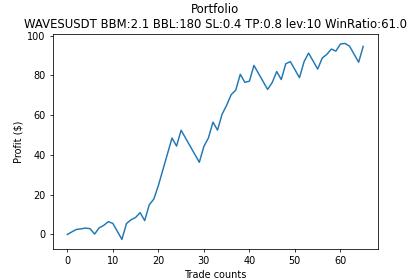 Portfolio
WAVESUSDT BBM:2.1 BBL:180 SL:0.4 TP:0.8 lev:10 WinRatio:61.0
100
80
60
40
20
0
Profit ($)
0 10 20 30 40 50 60
Trade counts